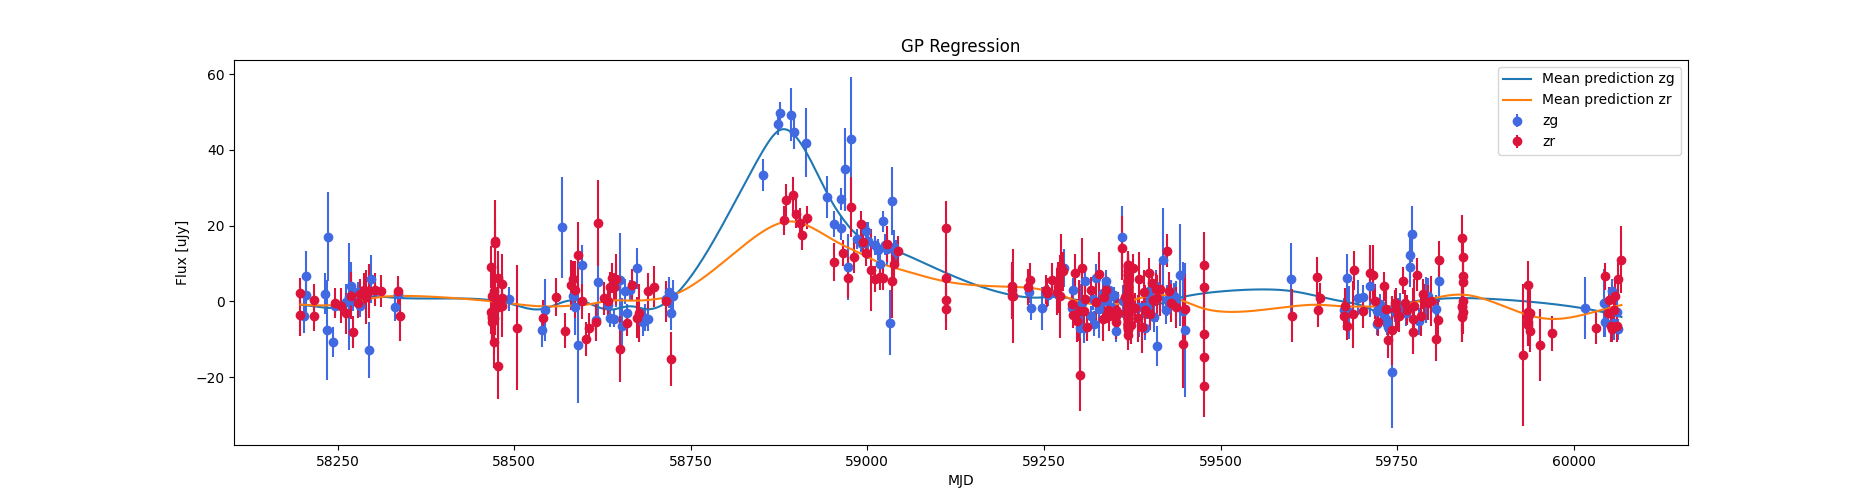 GP Regression
Flux [uJy]
60
40
20
0
−20
Mean prediction zg
Mean prediction zr
zg
zr
58250
58500
58750
59000
59250
59500
59750
60000
MJD